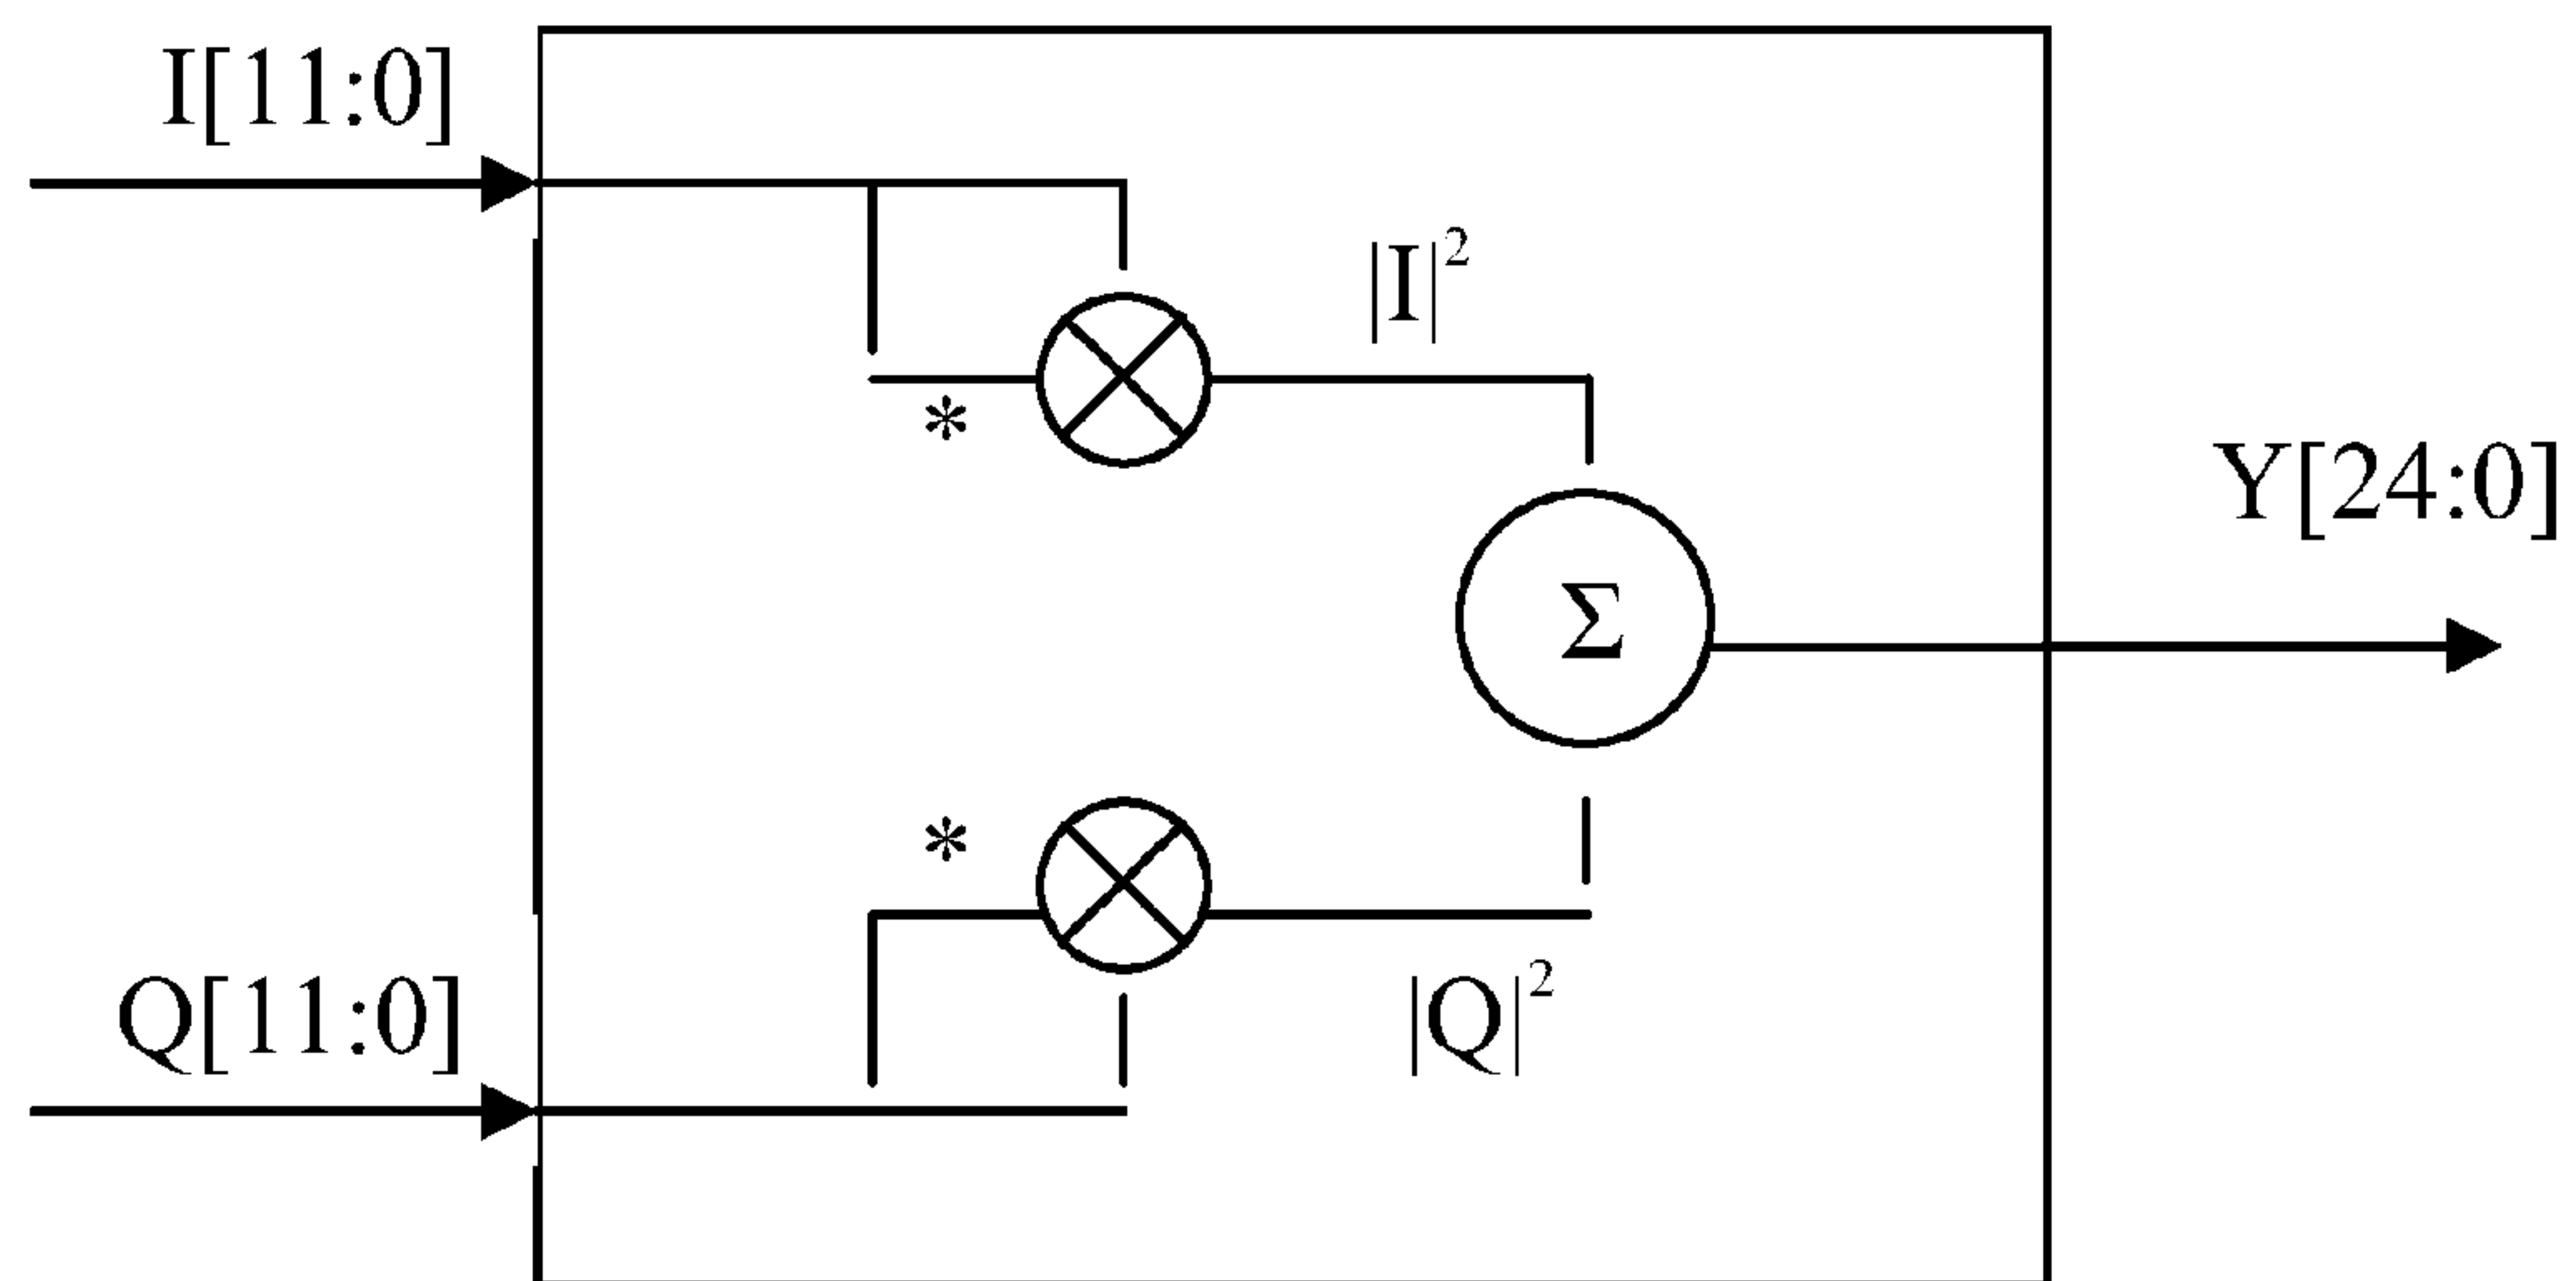 I[11:0]
|I|²
*
Y[24:0]
Σ
*
Q[11:0]
|Q|²